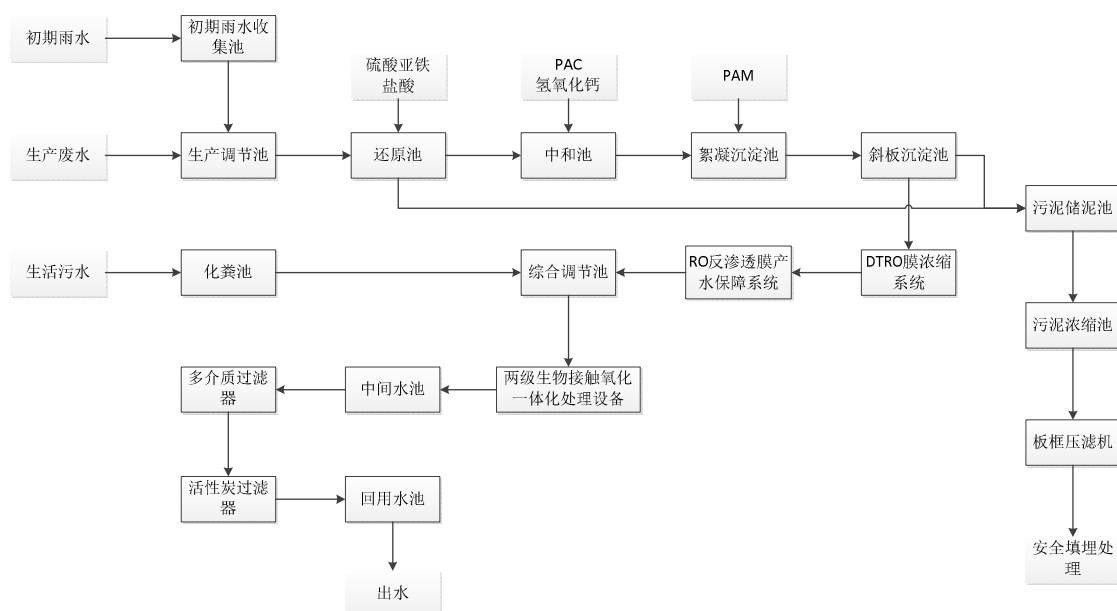 初期雨水
初期雨水收
集池
硫酸亚铁
盐酸
PAC
氢氧化钙
PAM
生产废水
生产调节池
还原池
中和池
絮凝沉淀池
斜板沉淀池
污泥储泥池
生活污水
化粪池
综合调节池
RO反渗透膜产
水保障系统
DTRO膜浓缩
系统
污泥浓缩池
多介质过滤
器
中间水池
两级生物接触氧化
一体化处理设备
板框压滤机
活性炭过滤
器
回用水池
安全填埋处
理
出水